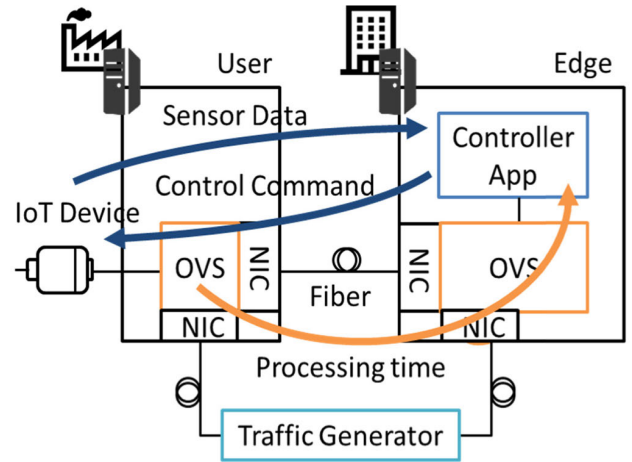 User
Edge
Sensor Data
Controller
App
Control Command
IoT Device
OVS
NIC
Fiber
NIC
OVS
NIC
NIC
Processing time
Traffic Generator